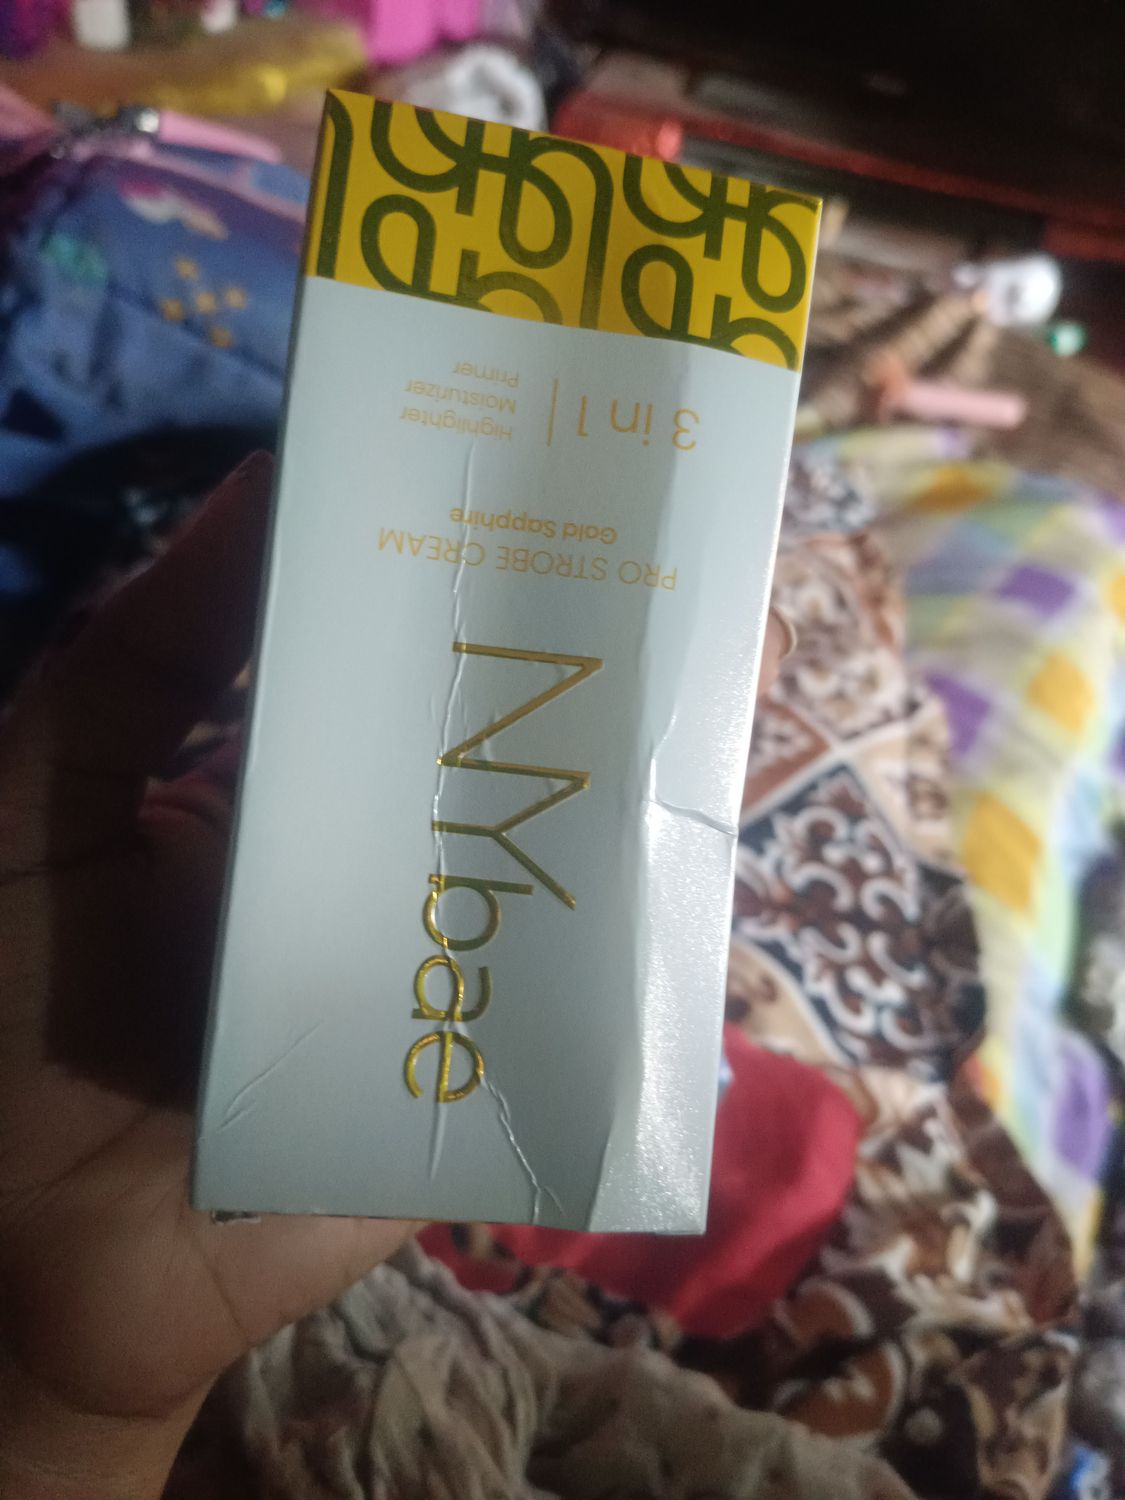 NYbae
PRO STROBE CREAM
Gold Sapphire
3 in 1
Highlighter
Moisturizer
Primer